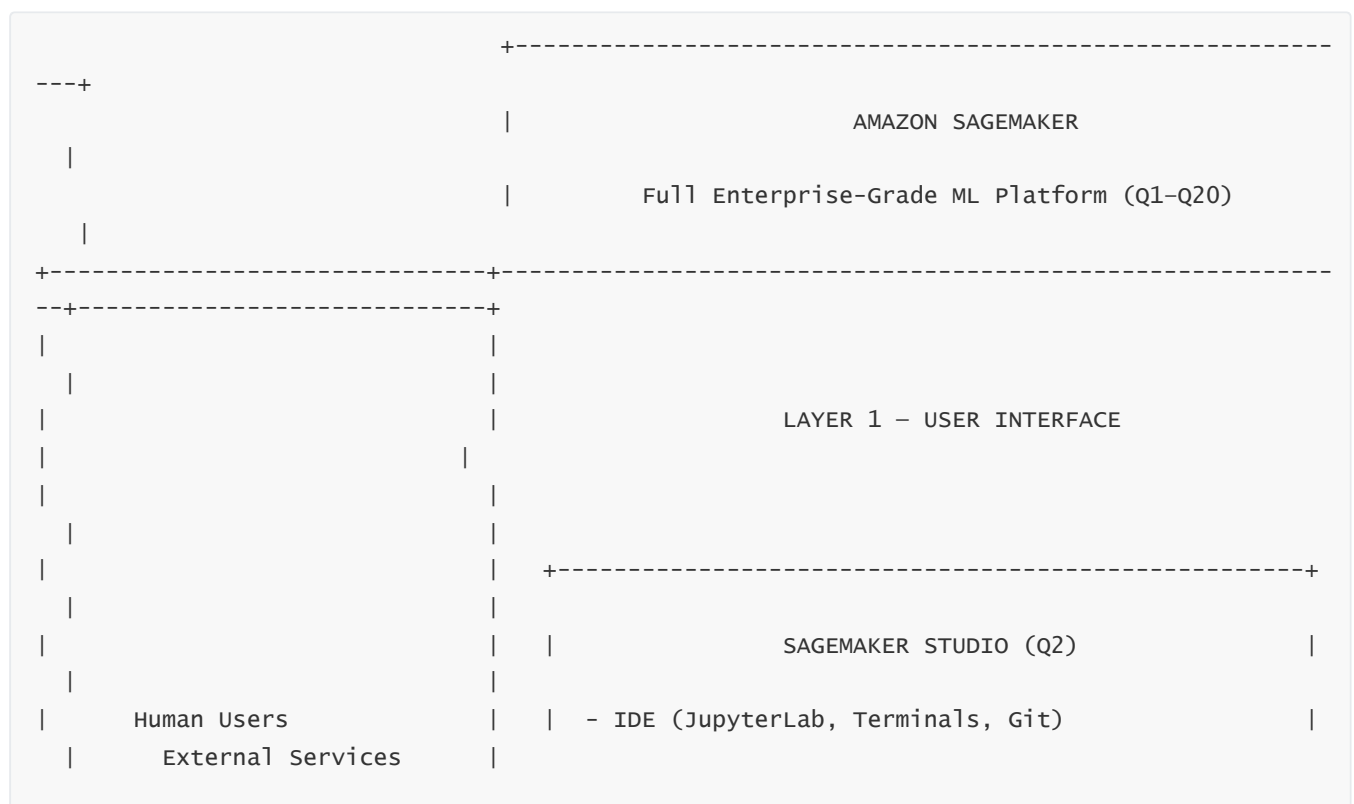 +----------------------------------------------------------
---+
                                 |                        AMAZON SAGEMAKER
  |
                                 |         Full Enterprise-Grade ML Platform (Q1–Q20)
   |
+-------------------------------+-----------------------------------------------------------
--+-----------------------------+
|                                |
  |                              |
|                                |                    LAYER 1 – USER INTERFACE
|                              |
|                                |
  |                              |
|                                |   +-----------------------------------------------------+
  |                              |
|                                |   |                SAGEMAKER STUDIO (Q2)                |
  |                              |
|      Human Users               |   |  - IDE (JupyterLab, Terminals, Git)                 |
  |      External Services       |